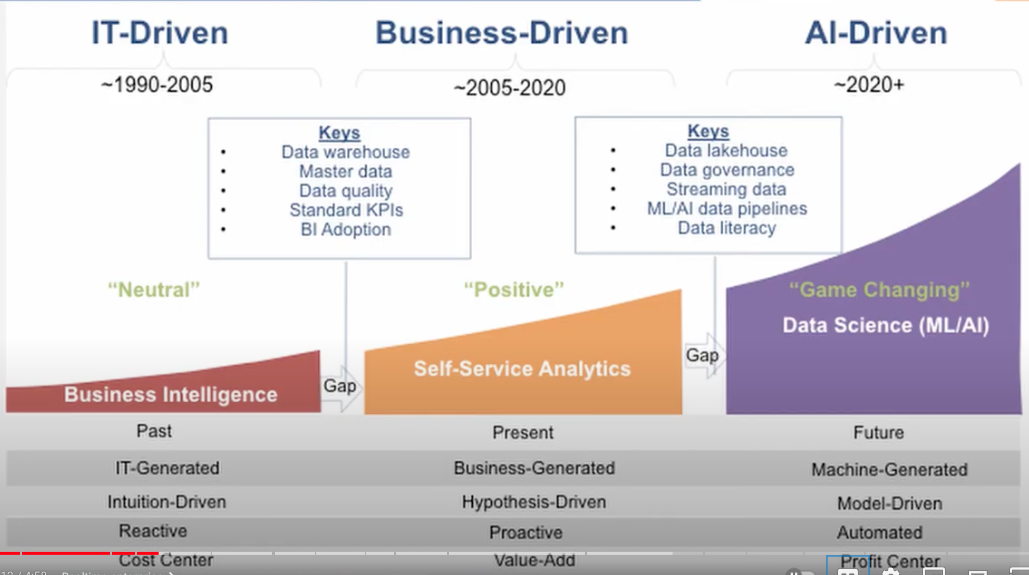 IT-Driven
Business-Driven
AI-Driven
~1990-2005
~2005-2020
~2020+
Keys
• Data warehouse
• Master data
• Data quality
• Standard KPIs
• BI Adoption
Keys
• Data lakehouse
• Data governance
• Streaming data
• ML/AI data pipelines
• Data literacy
“Neutral”
“Positive”
“Game Changing”
Data Science (ML/AI)
Gap
Self-Service Analytics
Gap
Business Intelligence
Past
Present
Future
IT-Generated
Business-Generated
Machine-Generated
Intuition-Driven
Hypothesis-Driven
Model-Driven
Reactive
Proactive
Automated
Cost Center
Value-Add
Profit Center